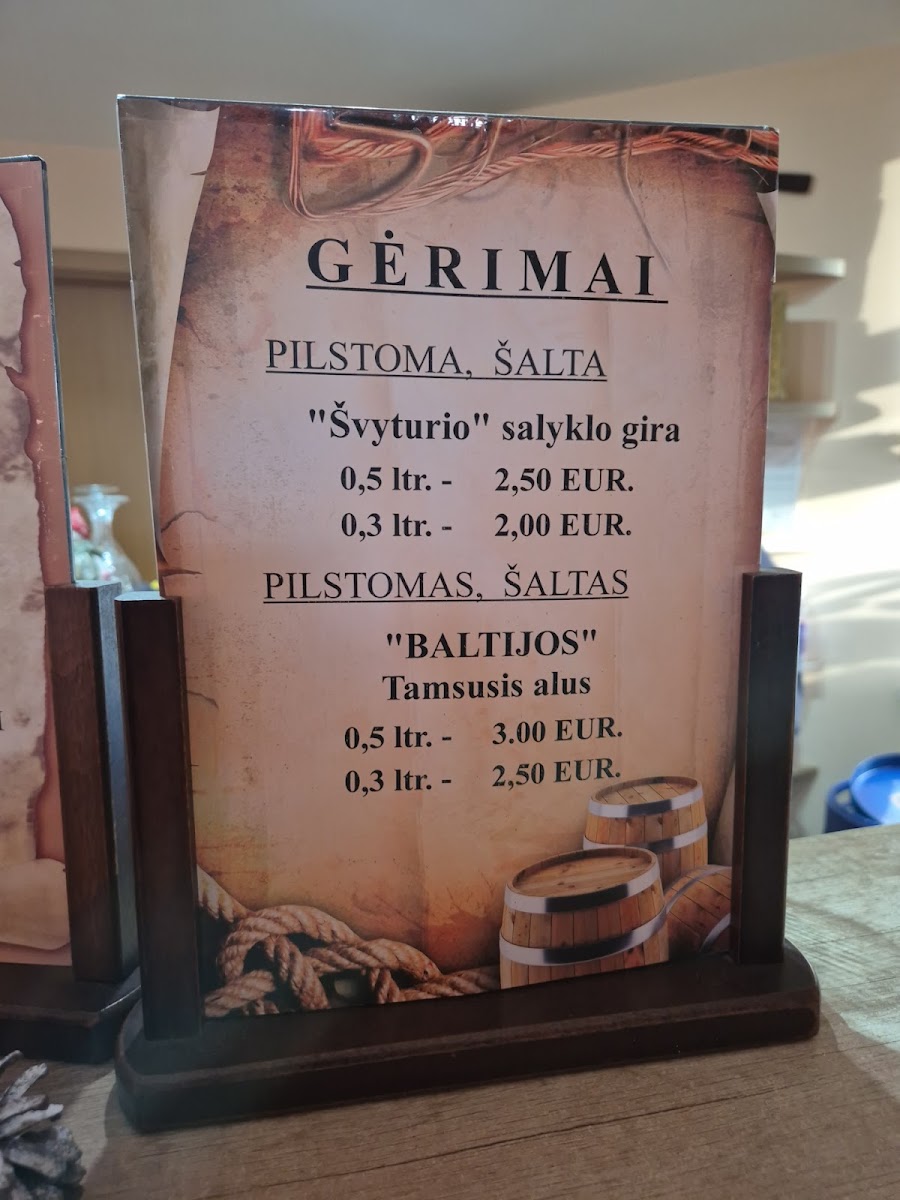 GĖRIMAI
PILSTOMA, ŠALTA
"Švyturio" salyklo gira
0,5 ltr. - 2,50 EUR.
0,3 ltr. - 2,00 EUR.
PILSTOMAS, ŠALTAS
"BALTIJOS"
Tamsusis alus
0,5 ltr. - 3.00 EUR.
0,3 ltr. - 2,50 EUR.